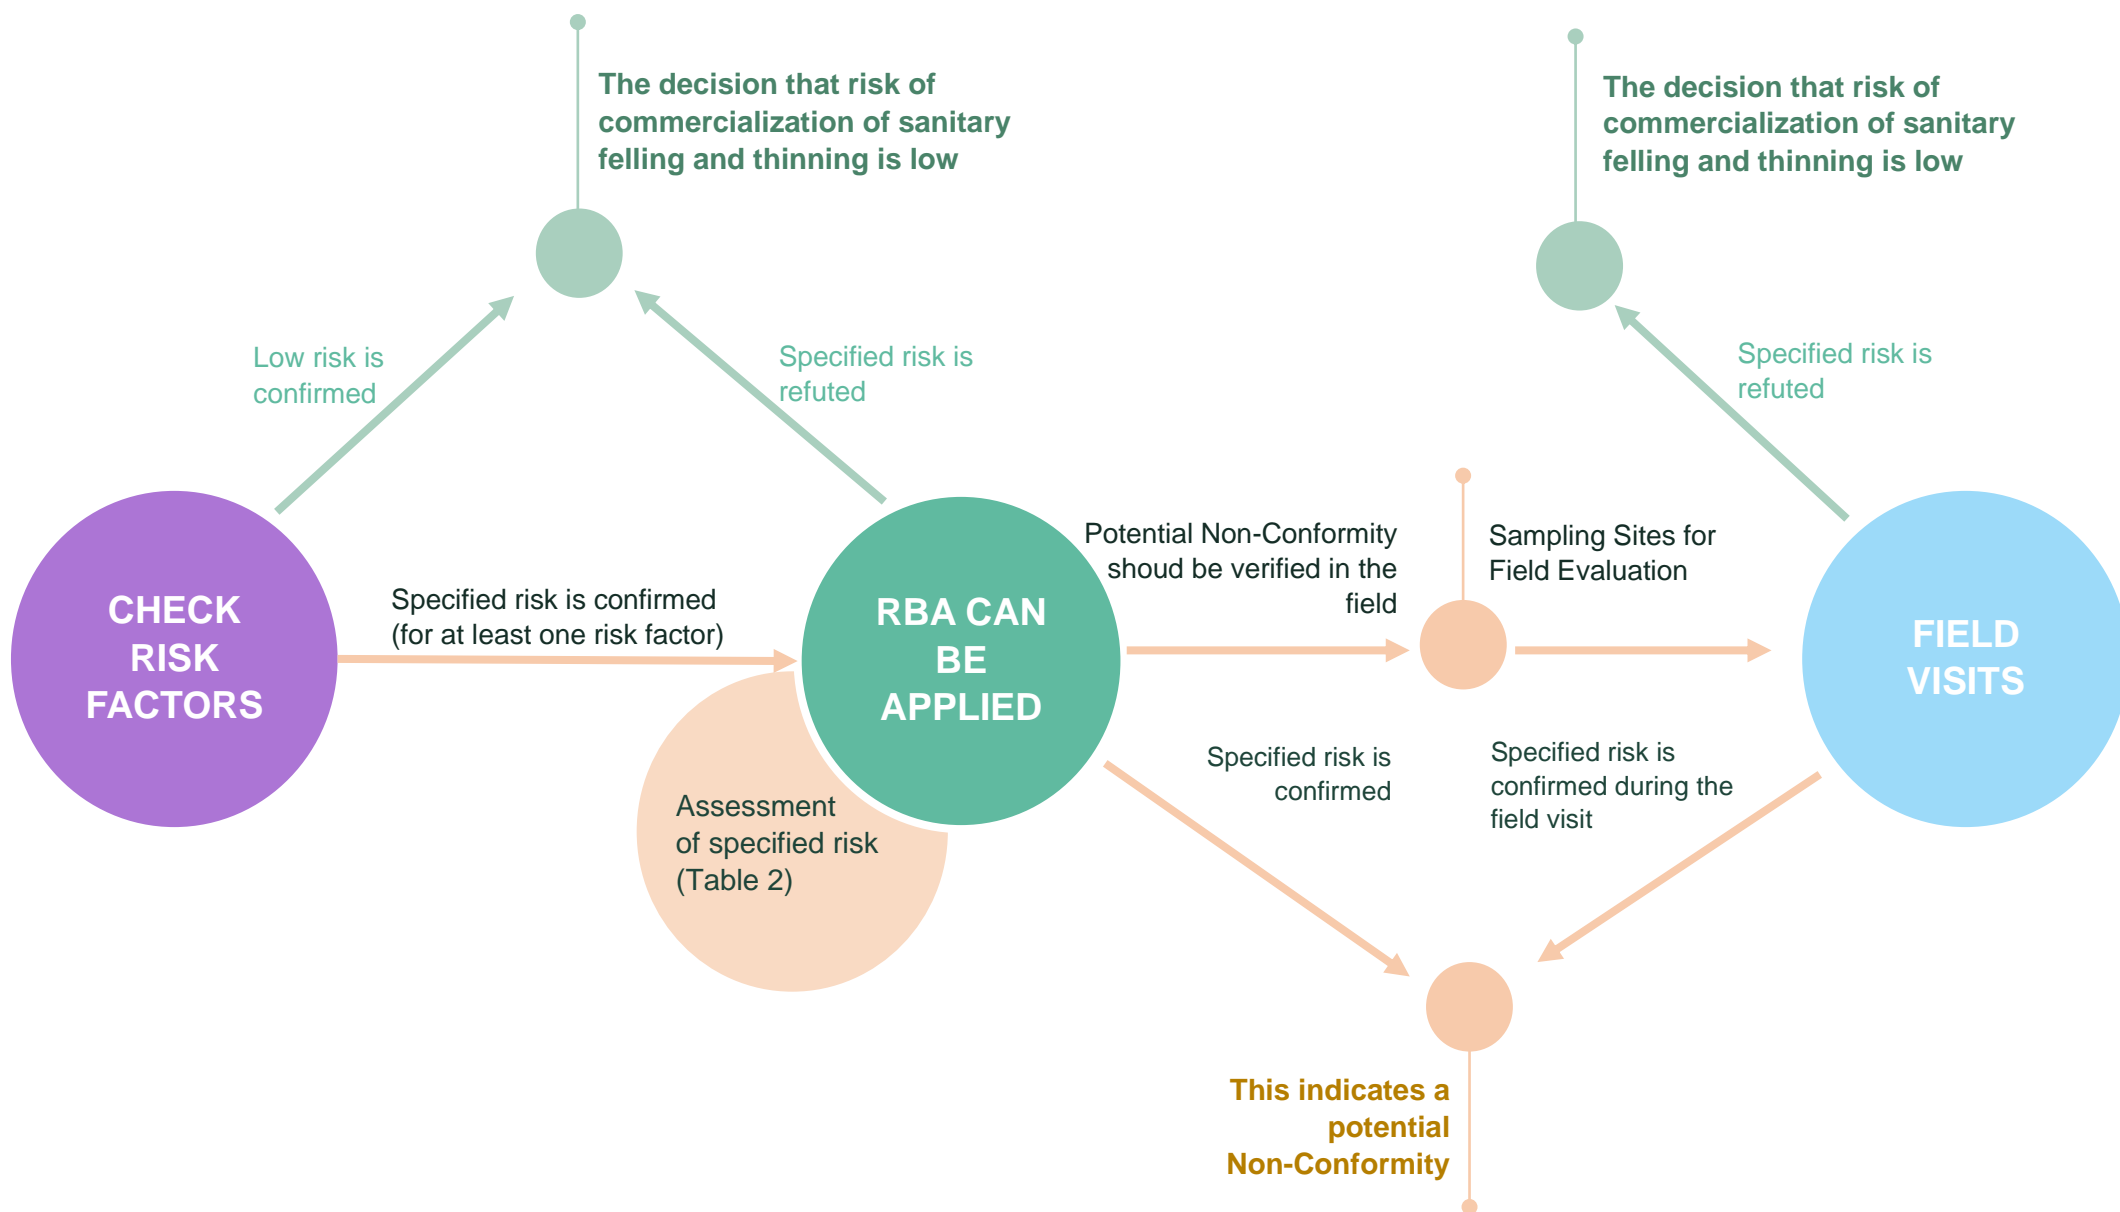 The decision that risk of
commercialization of sanitary
felling and thinning is low
The decision that risk of
commercialization of sanitary
felling and thinning is low
Low risk is
confirmed
Specified risk is
refuted
Specified risk is
refuted
CHECK
RISK
FACTORS
Specified risk is confirmed
(for at least one risk factor)
RBA CAN
BE
APPLIED
Potential Non-Conformity
shoud be verified in the
field
Sampling Sites for
Field Evaluation
FIELD
VISITS
Assessment
of specified risk
(Table 2)
Specified risk is
confirmed
Specified risk is
confirmed during the
field visit
This indicates a
potential
Non-Conformity